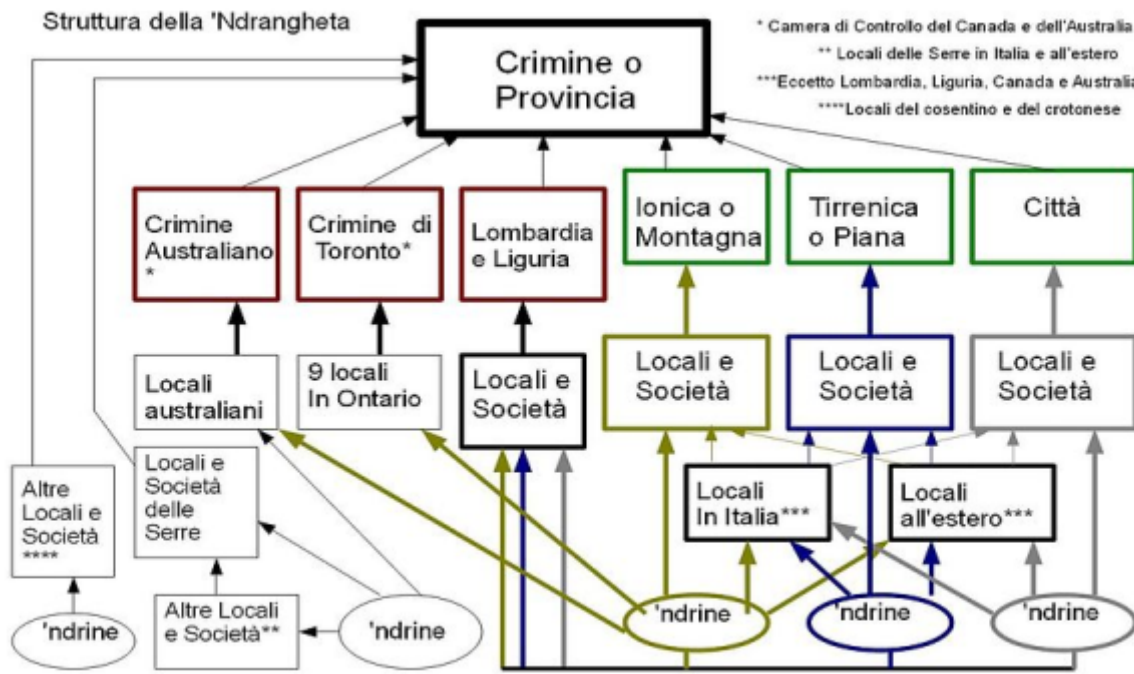 Struttura della 'Ndrangheta
* Camera di Controllo del Canada e dell'Australia
** Locali delle Serre in Italia e all'estero
***Eccetto Lombardia, Liguria, Canada e Australia
****Locali del cosentino e del crotonese
Crimine o
Provincia
Crimine
Australiano
*
Crimine di
Toronto*
Lombardia
e Liguria
Ionica o
Montagna
Tirrenica
o Piana
Città
Locali
australiani
9 locali
In Ontario
Locali e
Società
Locali e
Società
Locali e
Società
Locali e
Società
Altre
Locali e
Società
****
Locali e
Società
delle
Serre
Locali
In Italia***
Locali
all'estero***
'ndrine
Altre Locali
e Società**
'ndrine
'ndrine
'ndrine
'ndrine